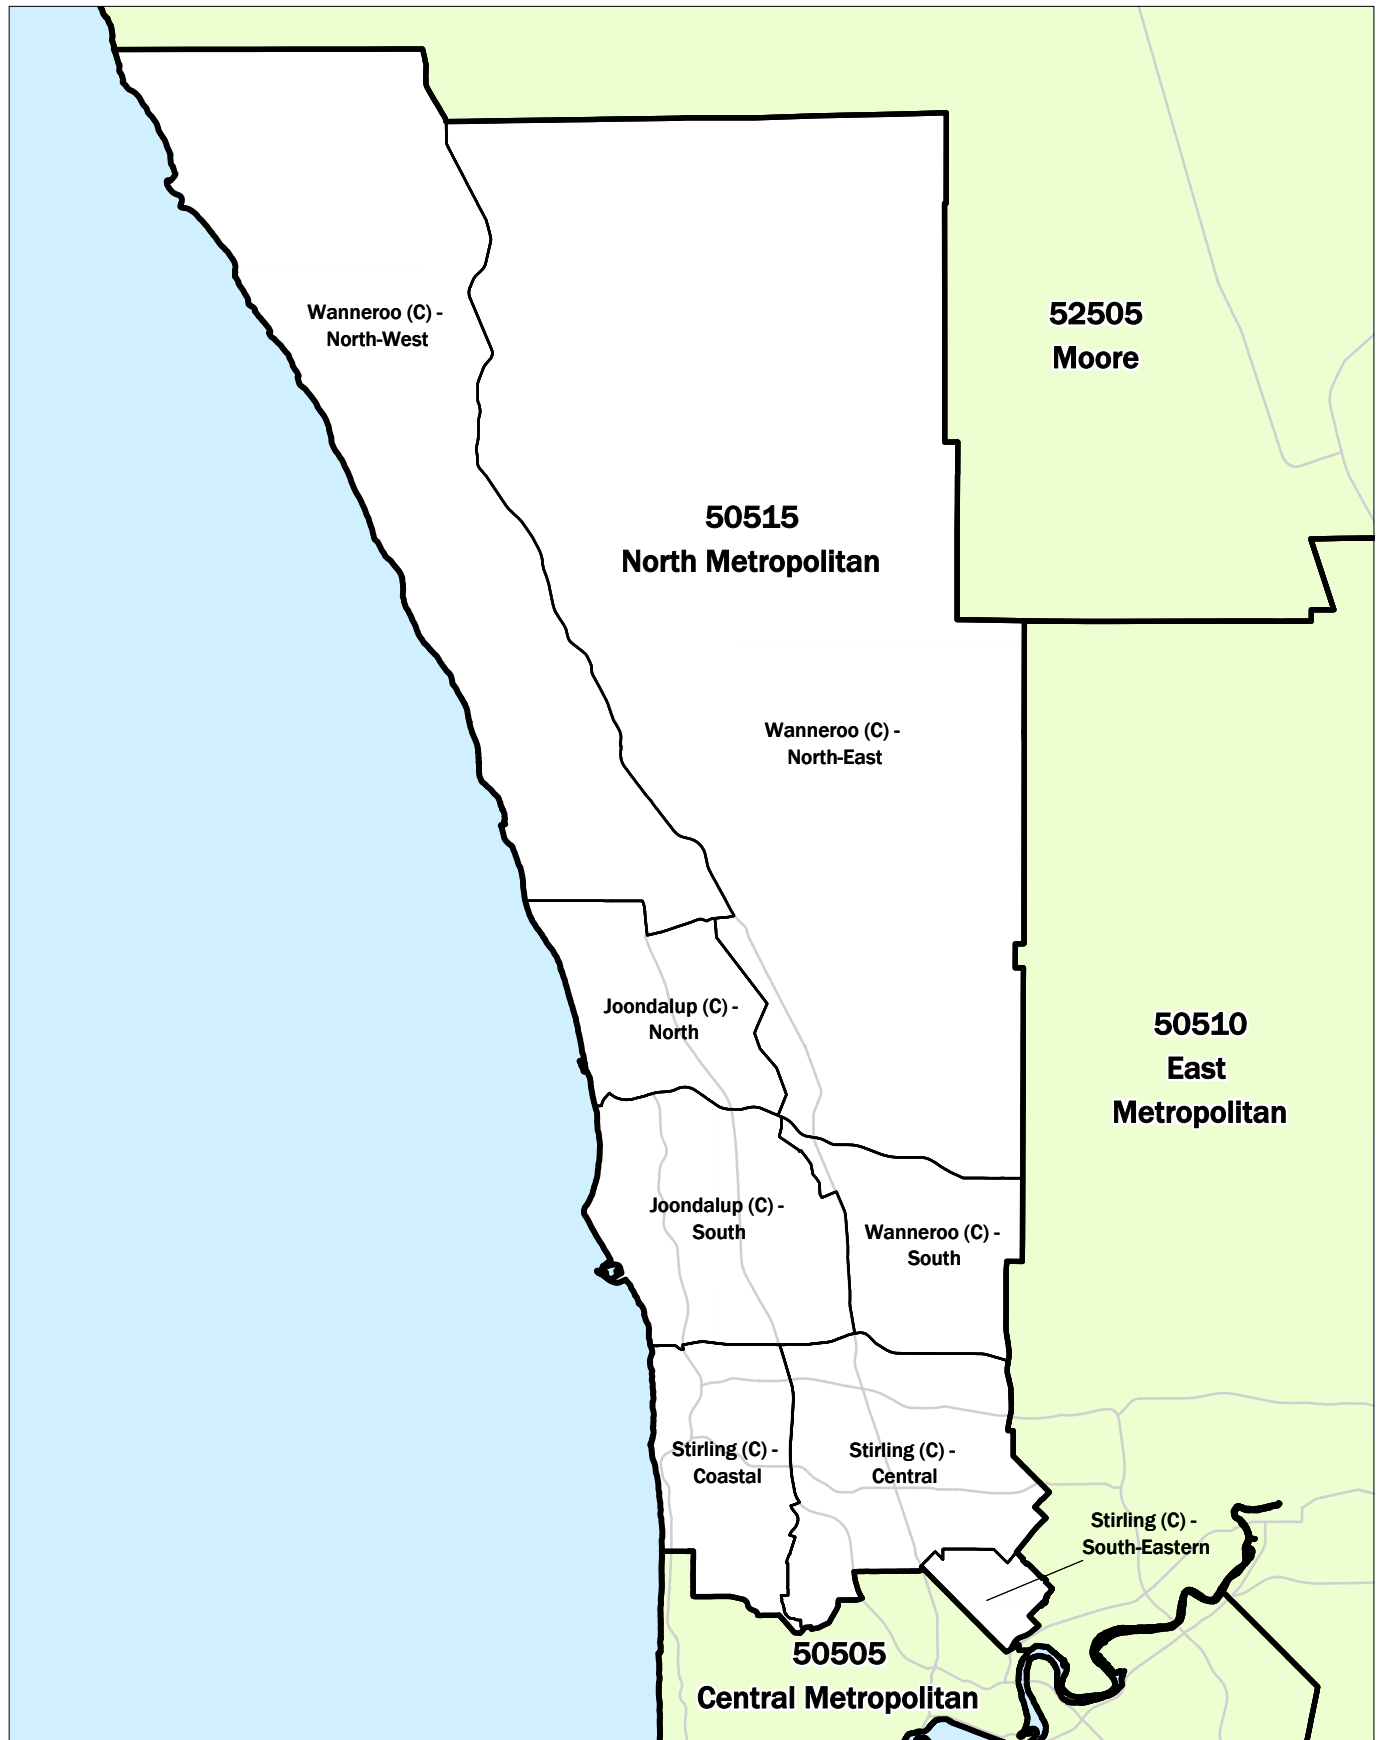 Wanneroo (C) -
North-West
52505
Moore
50515
North Metropolitan
Wanneroo (C) -
North-East
Joondalup (C) -
North
50510
East
Metropolitan
Joondalup (C) -
South
Wanneroo (C) -
South
Stirling (C) -
Coastal
Stirling (C) -
Central
Stirling (C) -
South-Eastern
50505
Central Metropolitan